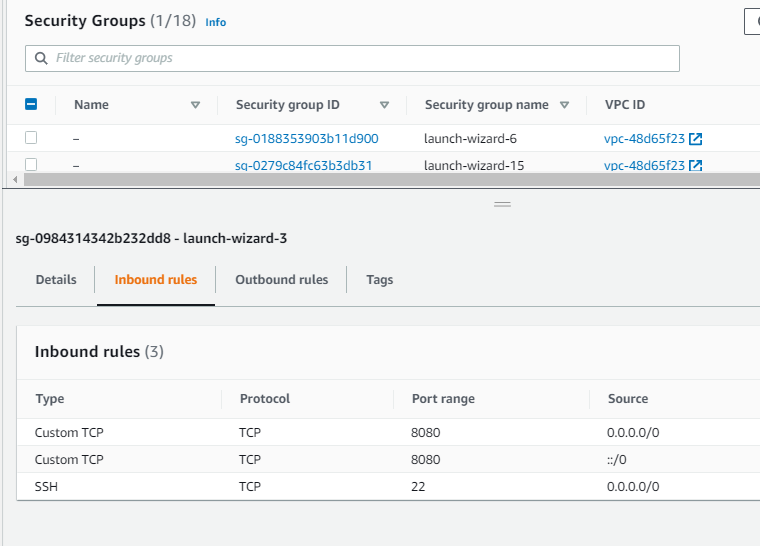 Security Groups (1/18) Info
Filter security groups
Name Security group ID Security group name VPC ID
– sg-0188353903b11d900 launch-wizard-6 vpc-48d65f23
– sg-0279c84fc63b3db31 launch-wizard-15 vpc-48d65f23
sg-0984314342b232dd8 - launch-wizard-3
Details Inbound rules Outbound rules Tags
Inbound rules (3)
Type Protocol Port range Source
Custom TCP TCP 8080 0.0.0.0/0
Custom TCP TCP 8080 ::/0
SSH TCP 22 0.0.0.0/0